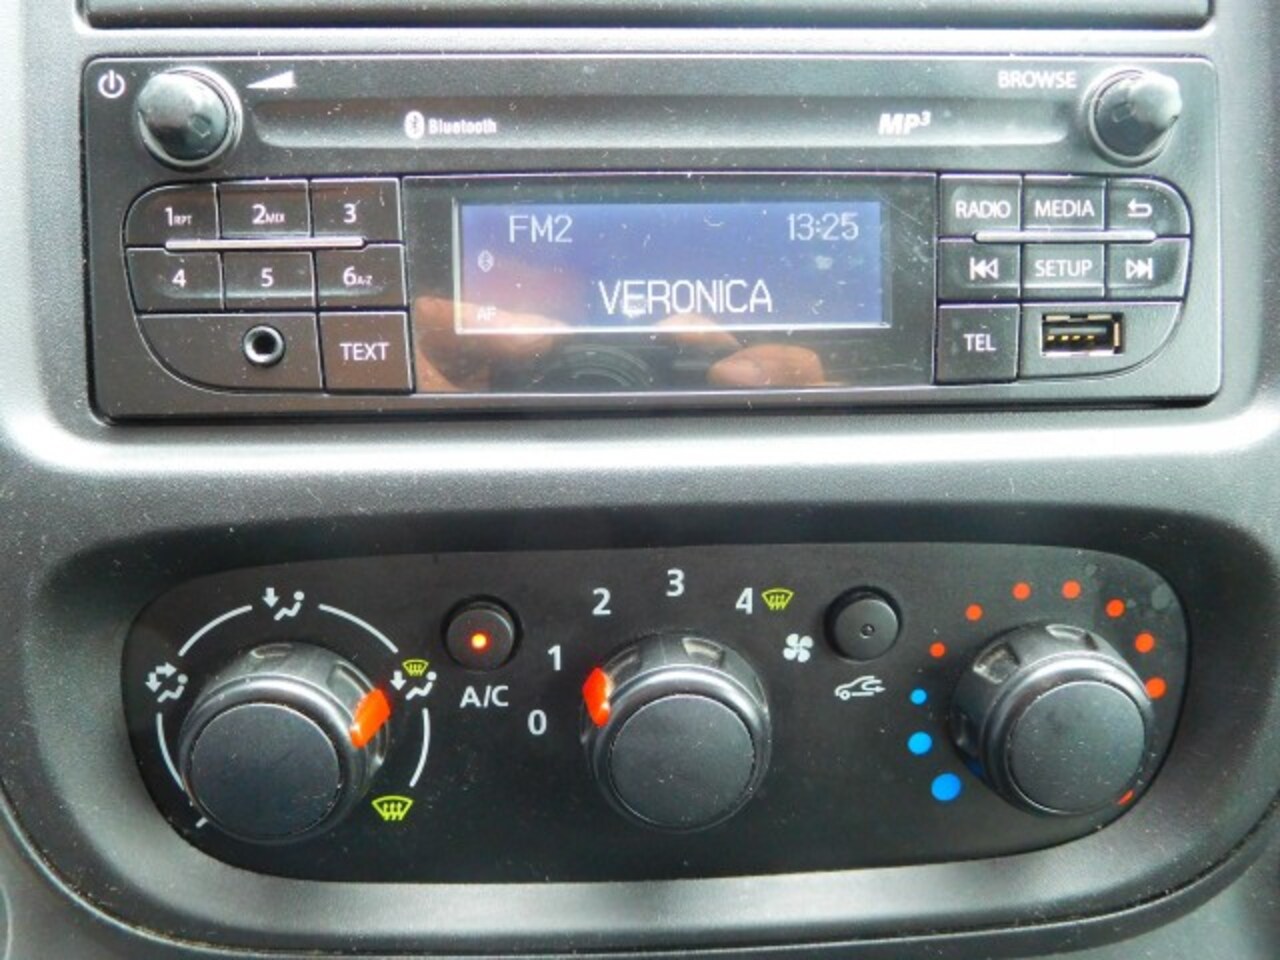 BROWSE
Bluetooth MP3
1RPT 2MIX 3
4 5 6A-Z
TEXT
FM2 13:25
VERONICA
AF
RADIO MEDIA
SETUP
TEL
0 1 2 3 4
A/C